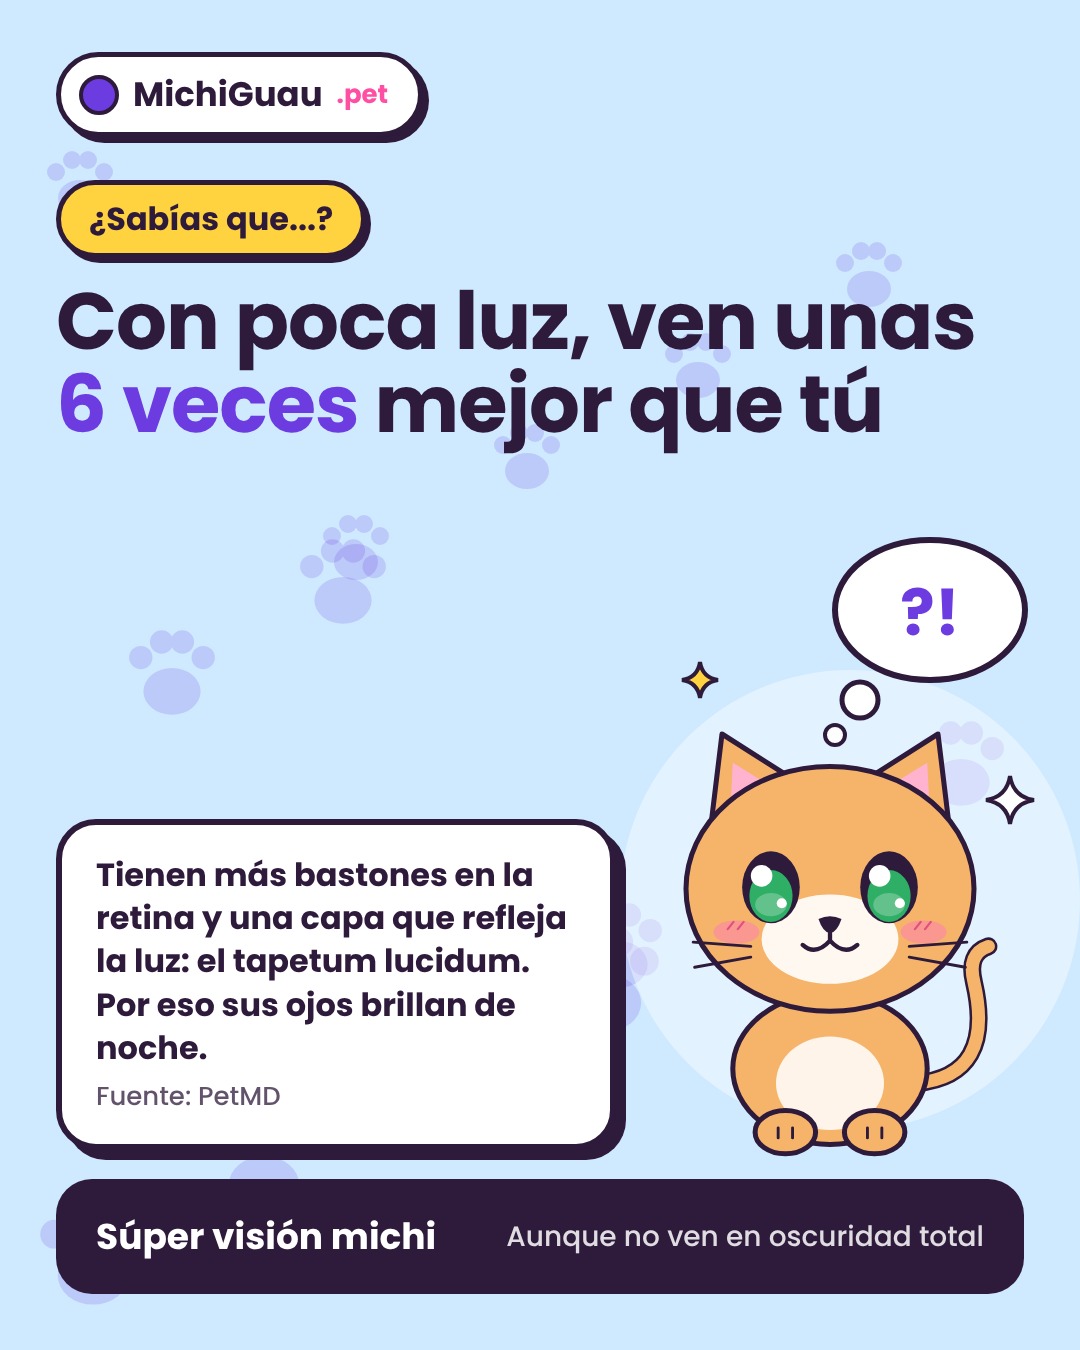 MichiGuau .pet
¿Sabías que...?
Con poca luz, ven unas
6 veces mejor que tú
?!
Tienen más bastones en la
retina y una capa que refleja
la luz: el tapetum lucidum.
Por eso sus ojos brillan de
noche.
Fuente: PetMD
Súper visión michi
Aunque no ven en oscuridad total